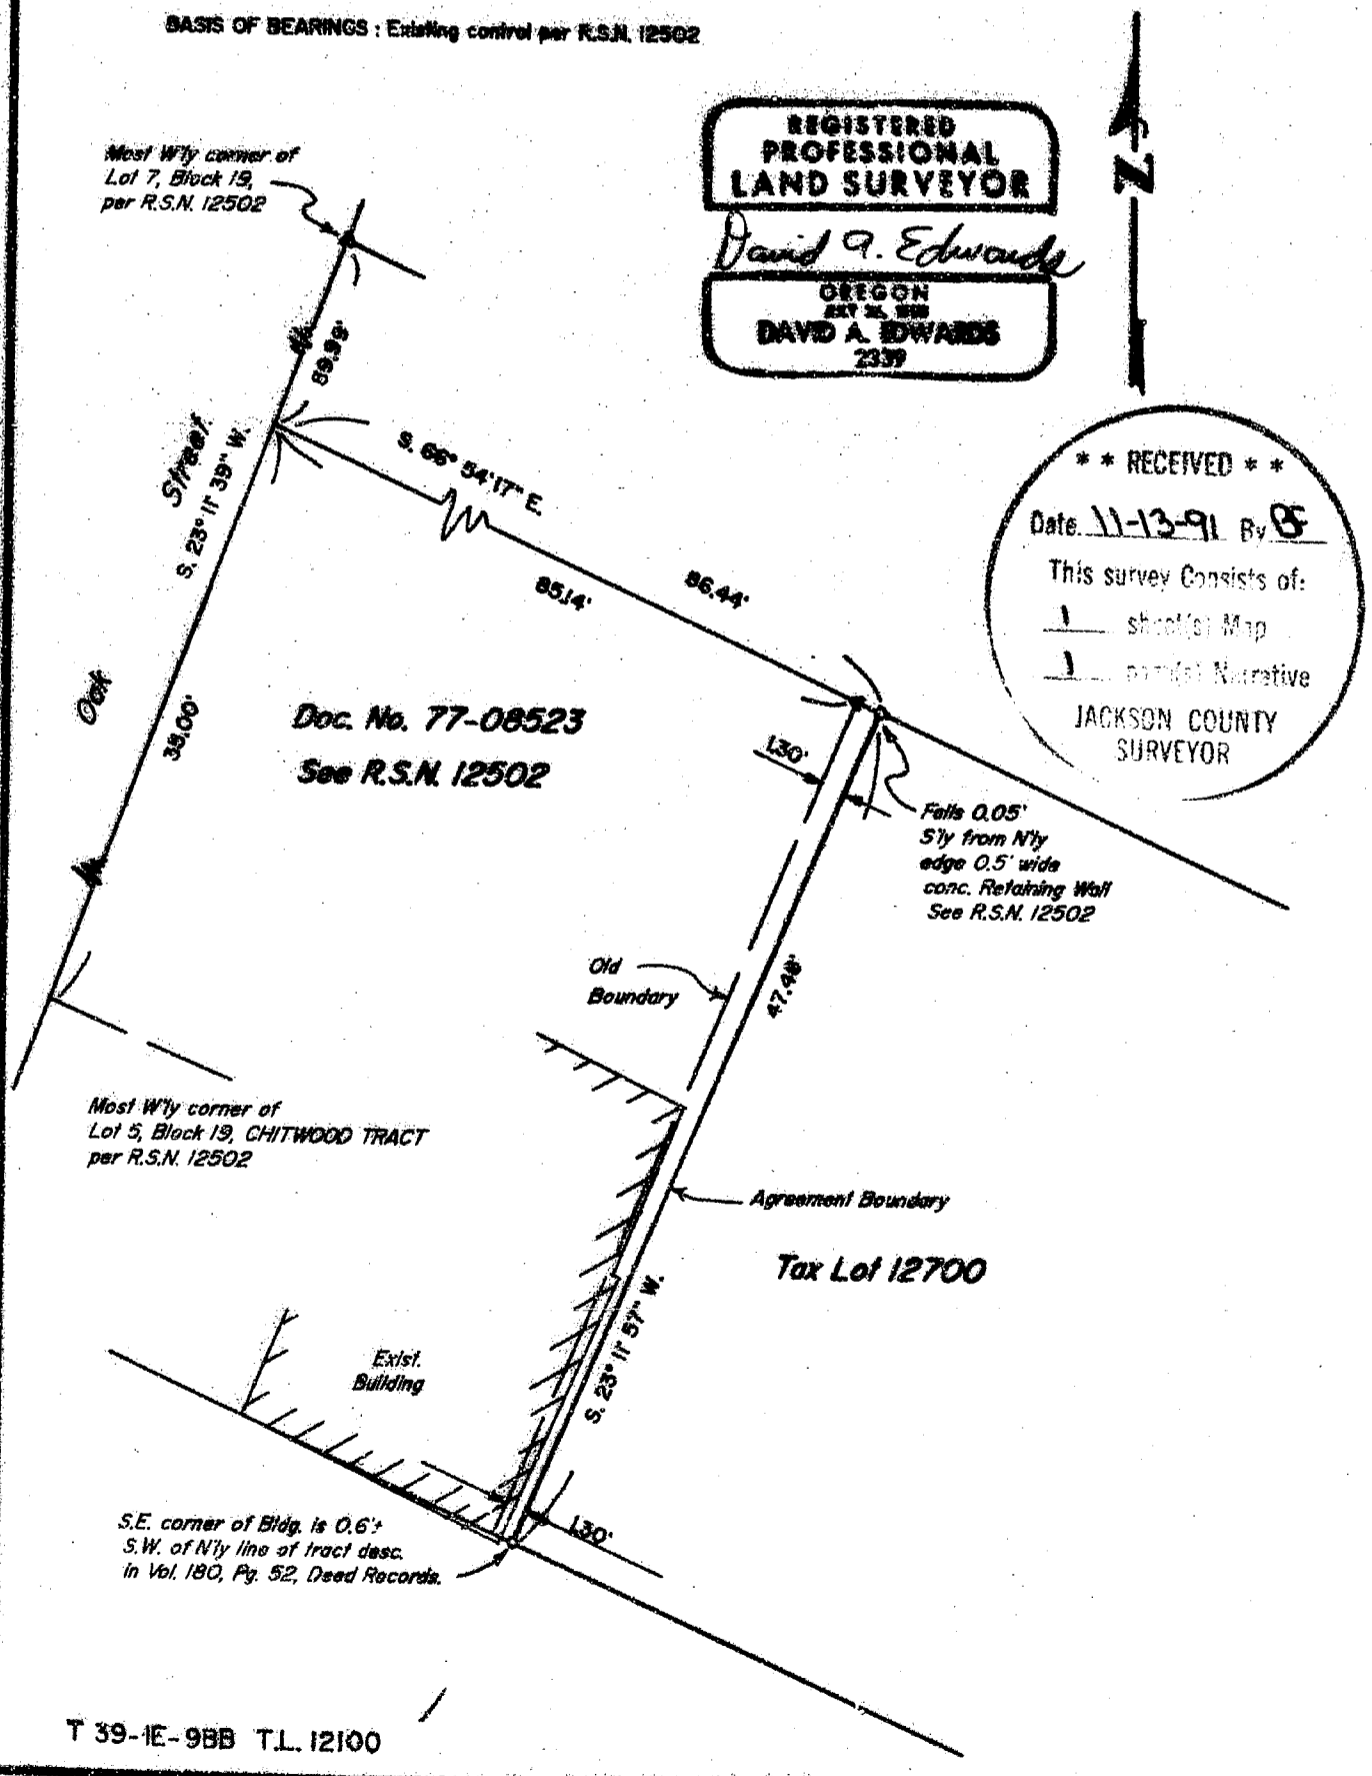 BASIS OF BEARINGS : Existing control per R.S.N. 12502
Most W'ly corner of
Lot 7, Block 19,
per R.S.N. 12502
REGISTERED
PROFESSIONAL
LAND SURVEYOR
David A. Edwards
OREGON
DAVID A. EDWARDS
2339
N
89.99'
Street
S. 23° 11' 39" W.
S. 66° 54' 17" E.
* * RECEIVED * *
Date 11-13-91 By BF
This survey Consists of:
1 sheet(s) Map
1 page(s) Narrative
JACKSON COUNTY
SURVEYOR
85.14'
86.44'
Oak
38.00'
Doc. No. 77-08523
See R.S.N. 12502
1.30'
Falls 0.05'
S'ly from N'ly
edge 0.5' wide
conc. Retaining Wall
See R.S.N. 12502
Old
Boundary
47.48'
Most W'ly corner of
Lot 5, Block 19, CHITWOOD TRACT
per R.S.N. 12502
Agreement Boundary
Tax Lot 12700
S. 23° 11' 57" W.
Exist.
Building
1.30'
S.E. corner of Bldg. is 0.6'±
S.W. of N'ly line of tract desc.
in Vol. 180, Pg. 52, Deed Records.
T 39-1E-9BB T.L. 12100